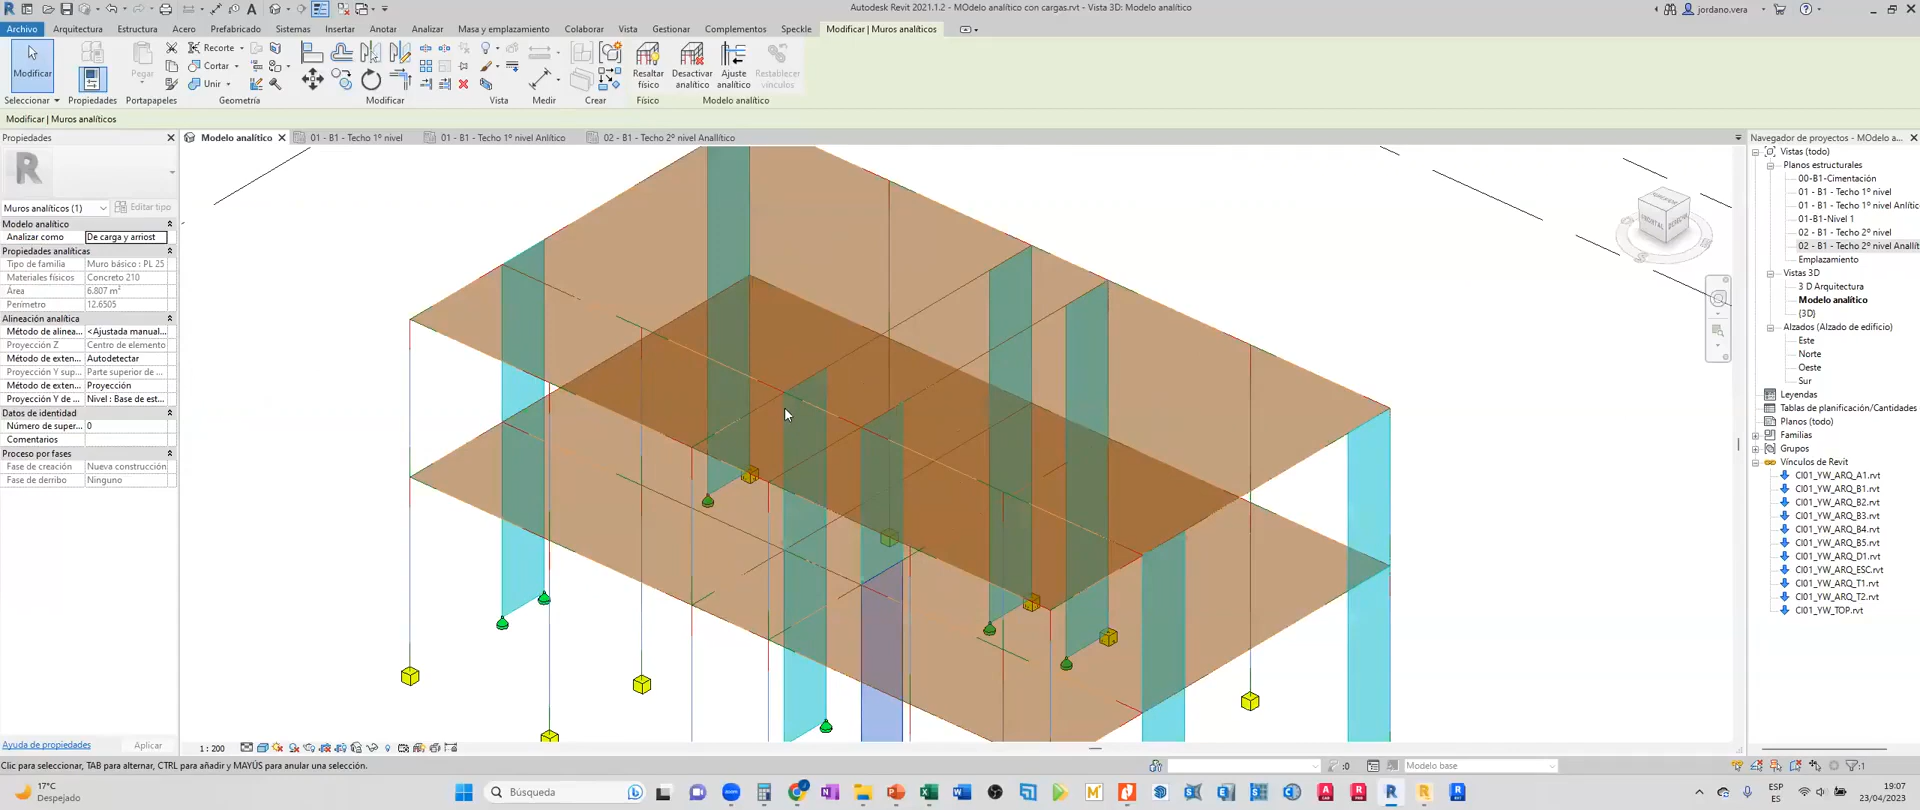 Autodesk Revit 2021.1.2 - MOdelo analítico con cargas.rvt - Vista 3D: Modelo analítico
jordano.vera
Archivo Arquitectura Estructura Acero Prefabricado Sistemas Insertar Anotar Analizar Masa y emplazamiento Colaborar Vista Gestionar Complementos Speckle Modificar | Muros analíticos
Modificar
Pegar
Recorte
Cortar
Unir
Resaltar físico
Desactivar analítico
Ajuste analítico
Restablecer vínculos
Seleccionar Propiedades Portapapeles Geometría Modificar Vista Medir Crear Físico Modelo analítico
Modificar | Muros analíticos
Propiedades
Modelo analítico
01 - B1 - Techo 1º nivel
01 - B1 - Techo 1º nivel Anlítico
02 - B1 - Techo 2º nivel Anallítico
Muros analíticos (1)
Editar tipo
Modelo analítico
Analizar como De carga y arriost
Propiedades analíticas
Tipo de familia Muro básico : PL 25
Materiales físicos Concreto 210
Área 6.807 m²
Perímetro 12.6505
Alineación analítica
Método de alinea... <Ajustada manual...
Proyección Z Centro de elemento
Método de exten... Autodetectar
Proyección Y sup... Parte superior de ...
Método de exten... Proyección
Proyección Y de ... Nivel : Base de est...
Datos de identidad
Número de super... 0
Comentarios
Proceso por fases
Fase de creación Nueva construcción
Fase de derribo Ninguno
Ayuda de propiedades
Aplicar
Navegador de proyectos - MOdelo a...
Vistas (todo)
Planos estructurales
00-B1-Cimentación
01 - B1 - Techo 1º nivel
01 - B1 - Techo 1º nivel Anlítico
01-B1-Nivel 1
02 - B1 - Techo 2º nivel
02 - B1 - Techo 2º nivel Anallít
Emplazamiento
Vistas 3D
3 D Arquitectura
Modelo analítico
{3D}
Alzados (Alzado de edificio)
Este
Norte
Oeste
Sur
Leyendas
Tablas de planificación/Cantidades
Planos (todo)
Familias
Grupos
Vínculos de Revit
CI01_YW_ARQ_A1.rvt
CI01_YW_ARQ_B1.rvt
CI01_YW_ARQ_B2.rvt
CI01_YW_ARQ_B3.rvt
CI01_YW_ARQ_B4.rvt
CI01_YW_ARQ_B5.rvt
CI01_YW_ARQ_D1.rvt
CI01_YW_ARQ_ESC.rvt
CI01_YW_ARQ_T1.rvt
CI01_YW_ARQ_T2.rvt
CI01_YW_TOP.rvt
1 : 200
Clic para seleccionar, TAB para alternar, CTRL para añadir y MAYÚS para anular una selección.
:0
Modelo base
:1
17°C
Despejado
Búsqueda
ESP
ES
19:07
23/04/2023